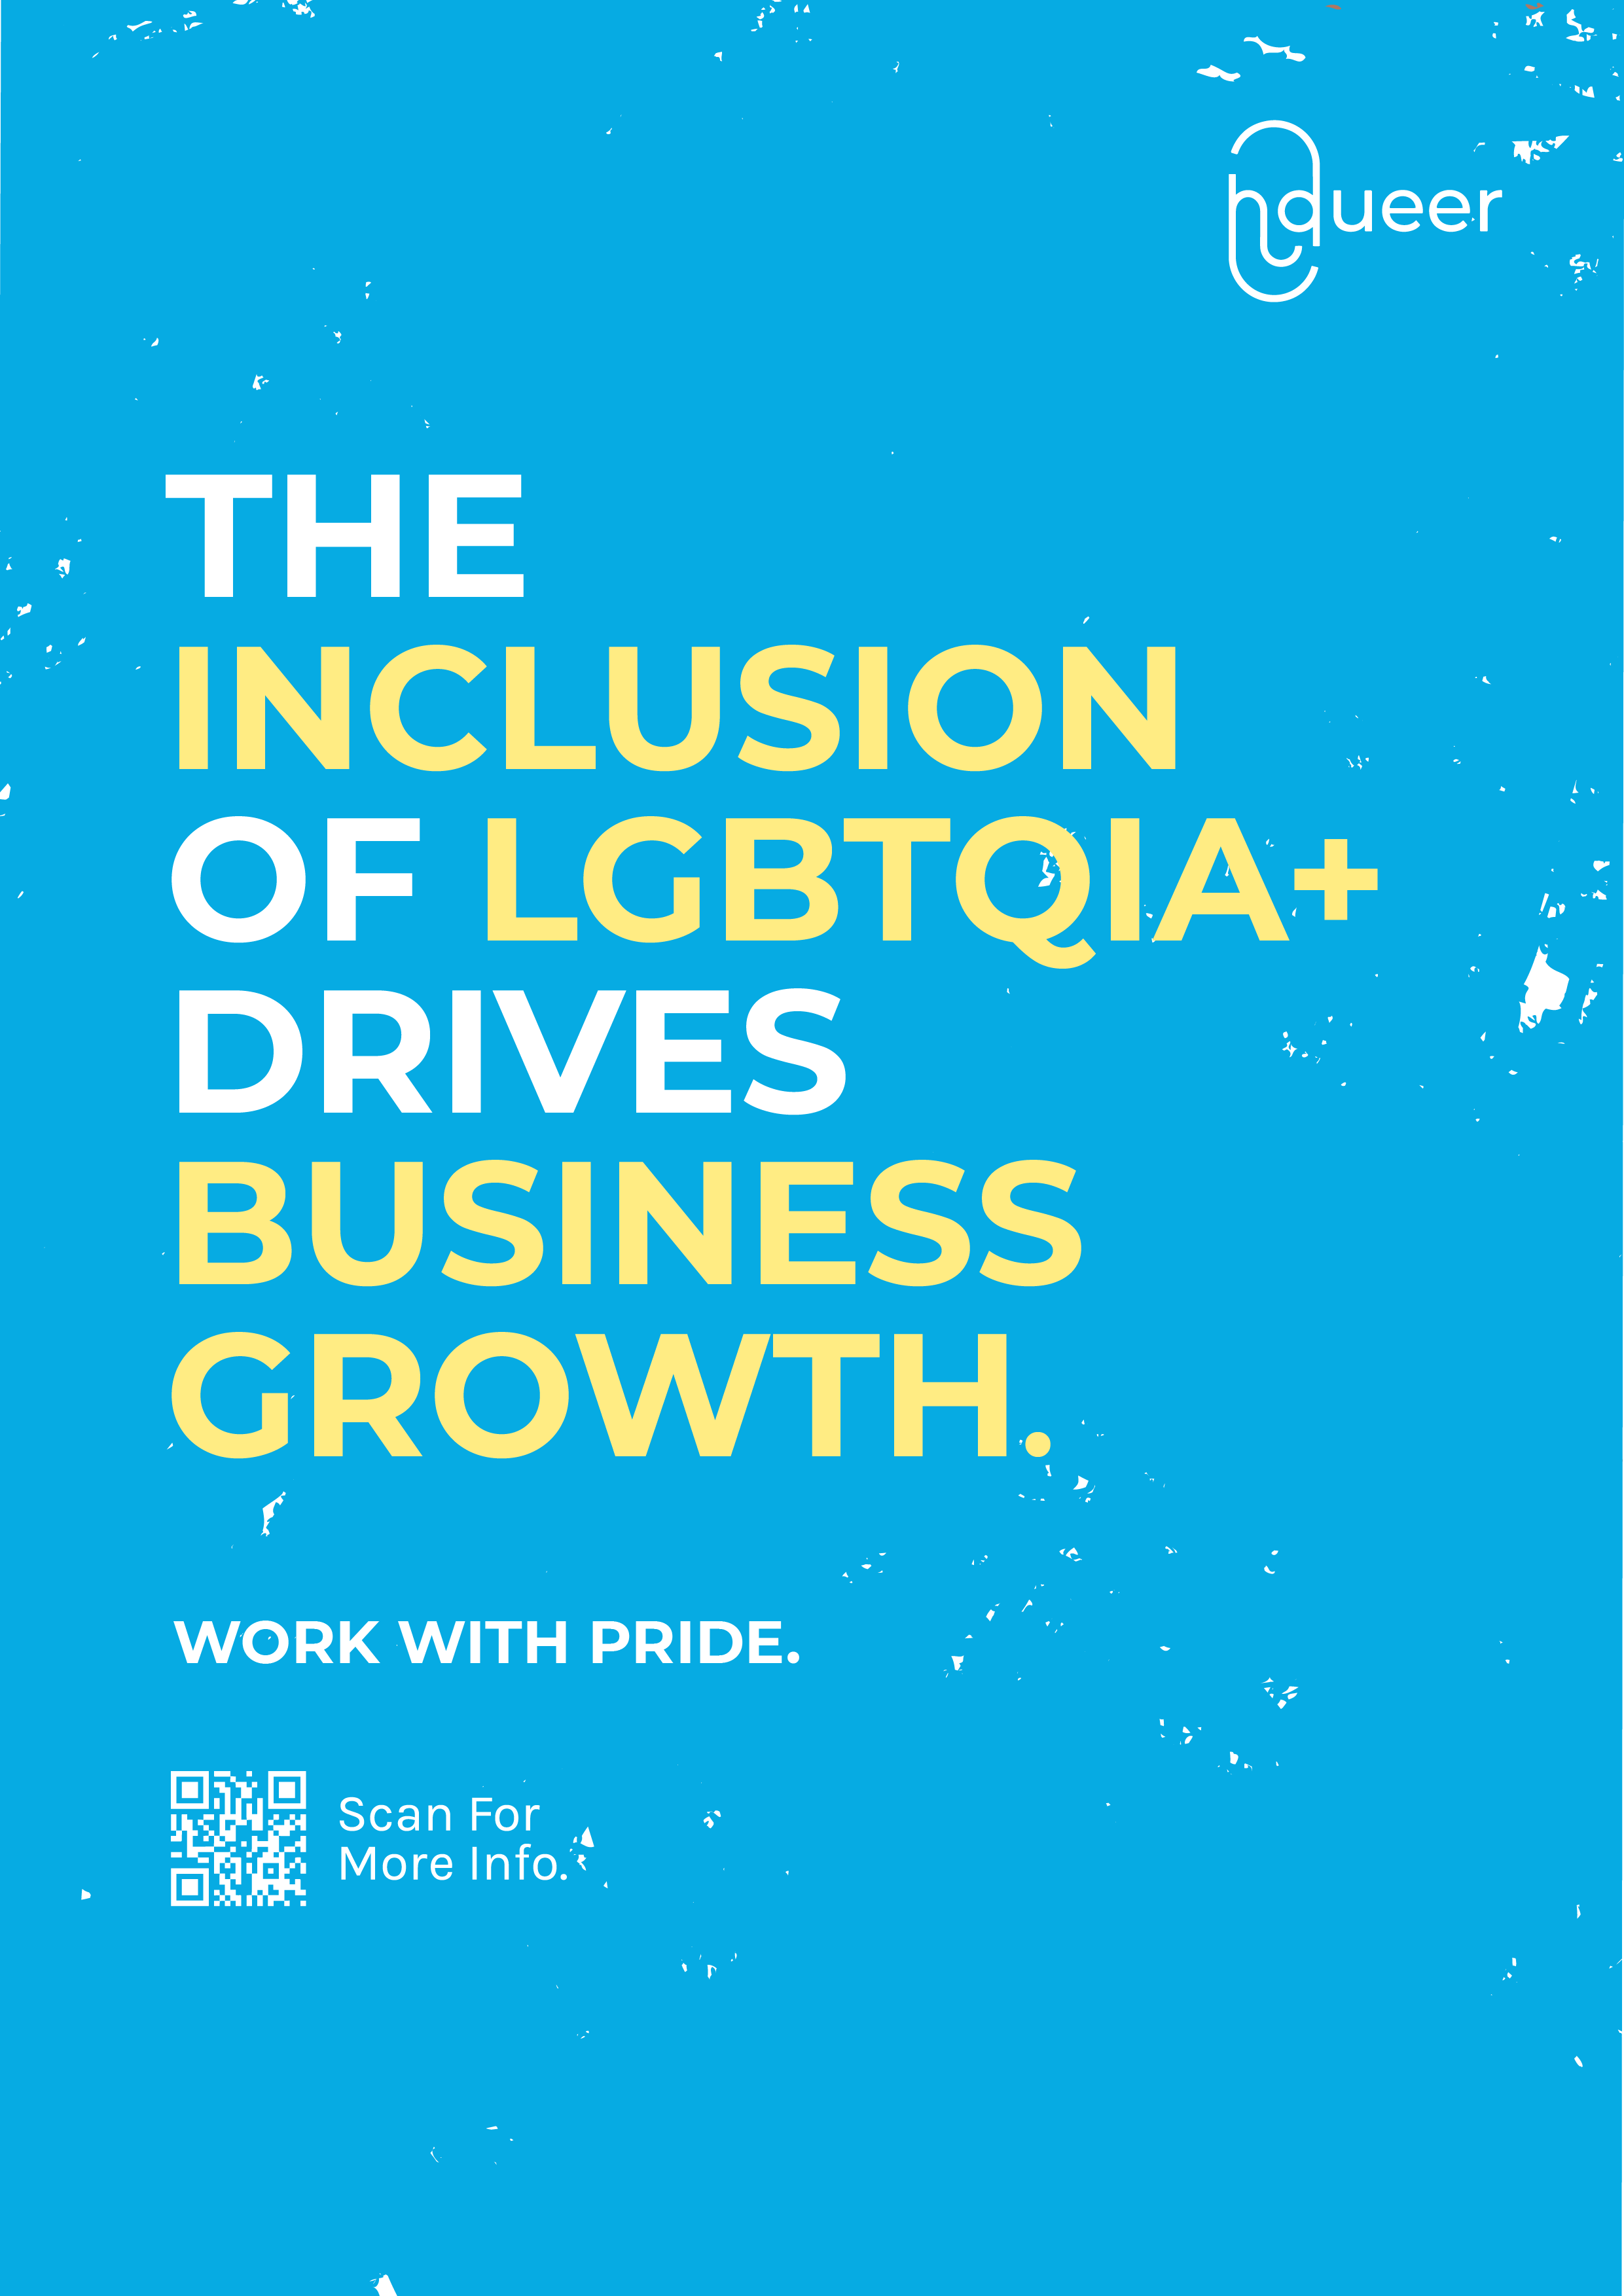 hqueer
THE
INCLUSION
OF LGBTQIA+
DRIVES
BUSINESS
GROWTH.
WORK WITH PRIDE.
Scan For
More Info.